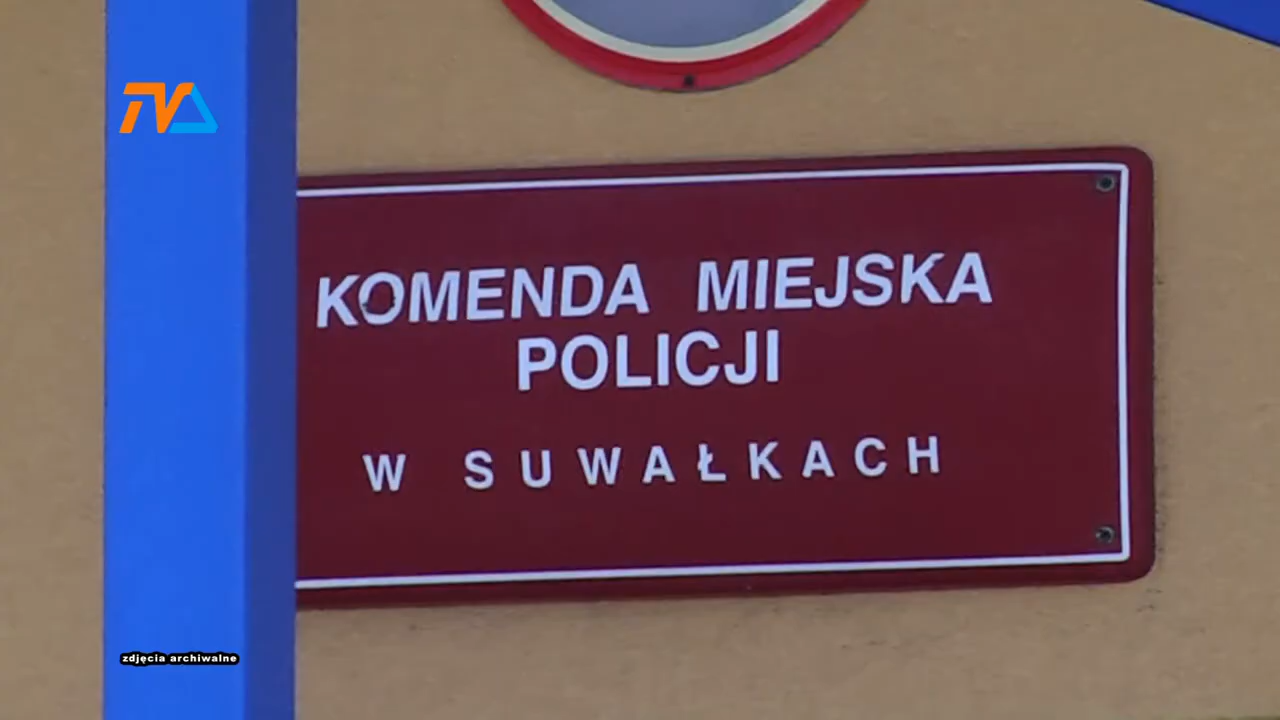 TVA
KOMENDA MIEJSKA
POLICJI
W SUWAŁKACH
zdjęcia archiwalne